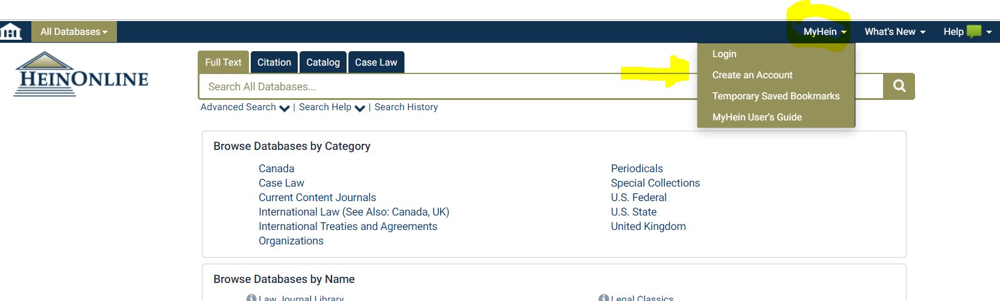 All Databases
MyHein
What's New
Help
HEINONLINE
Full Text
Citation
Catalog
Case Law
Login
Create an Account
Temporary Saved Bookmarks
MyHein User's Guide
Search All Databases...
Advanced Search | Search Help | Search History
Browse Databases by Category
Canada
Case Law
Current Content Journals
International Law (See Also: Canada, UK)
International Treaties and Agreements
Organizations
Periodicals
Special Collections
U.S. Federal
U.S. State
United Kingdom
Browse Databases by Name
Law Journal Library
Legal Classics